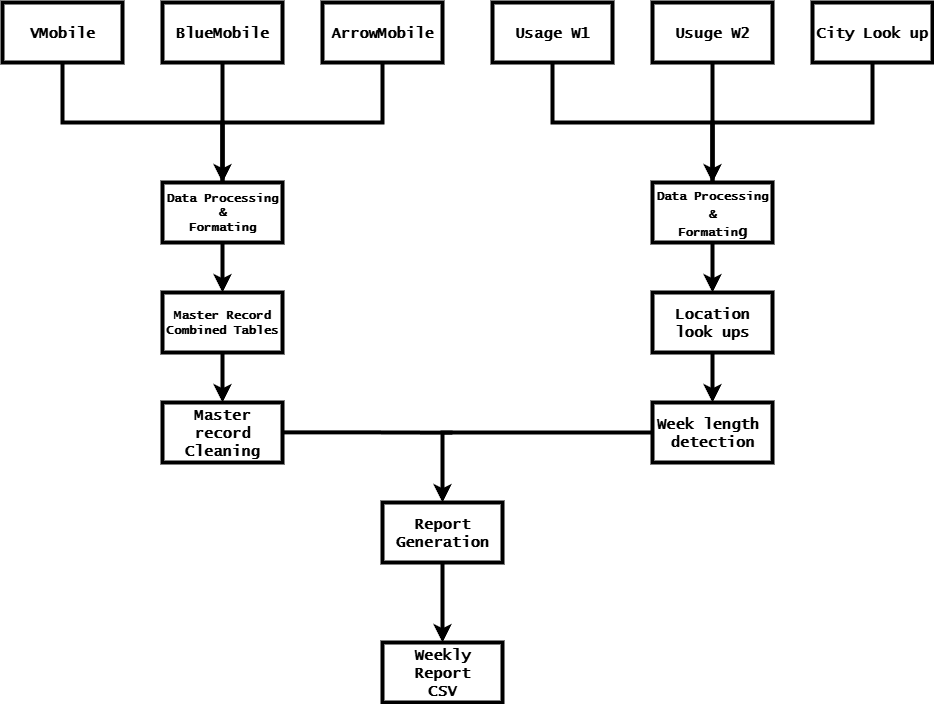 VMobile
BlueMobile
ArrowMobile
Usage W1
Usuge W2
City Look up
Data Processing
&
Formating
Data Processing
&
Formating
Master Record
Combined Tables
Location
look ups
Master
record
Cleaning
Week length
detection
Report
Generation
Weekly
Report
CSV